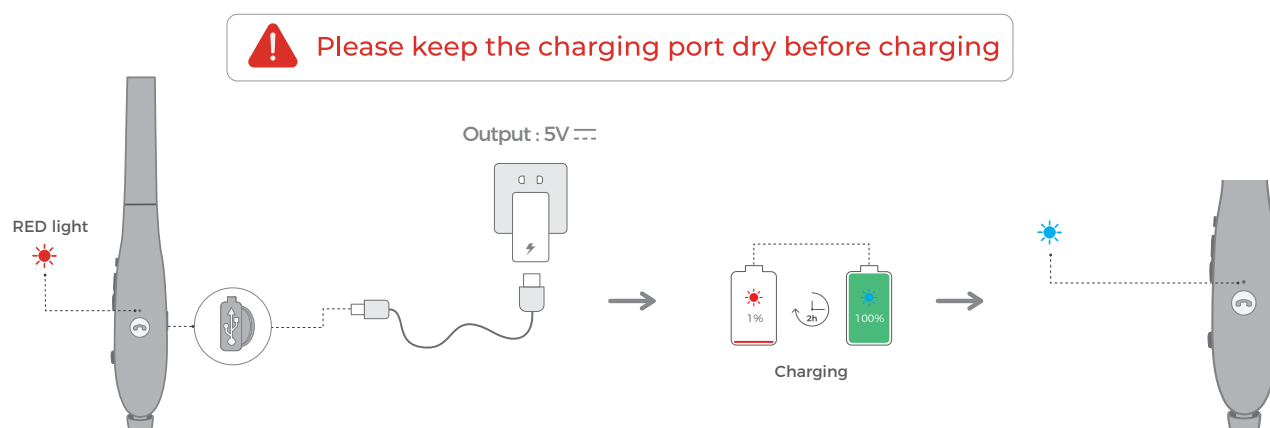 Please keep the charging port dry before charging
Output : 5V
RED light
1%
2h
100%
Charging